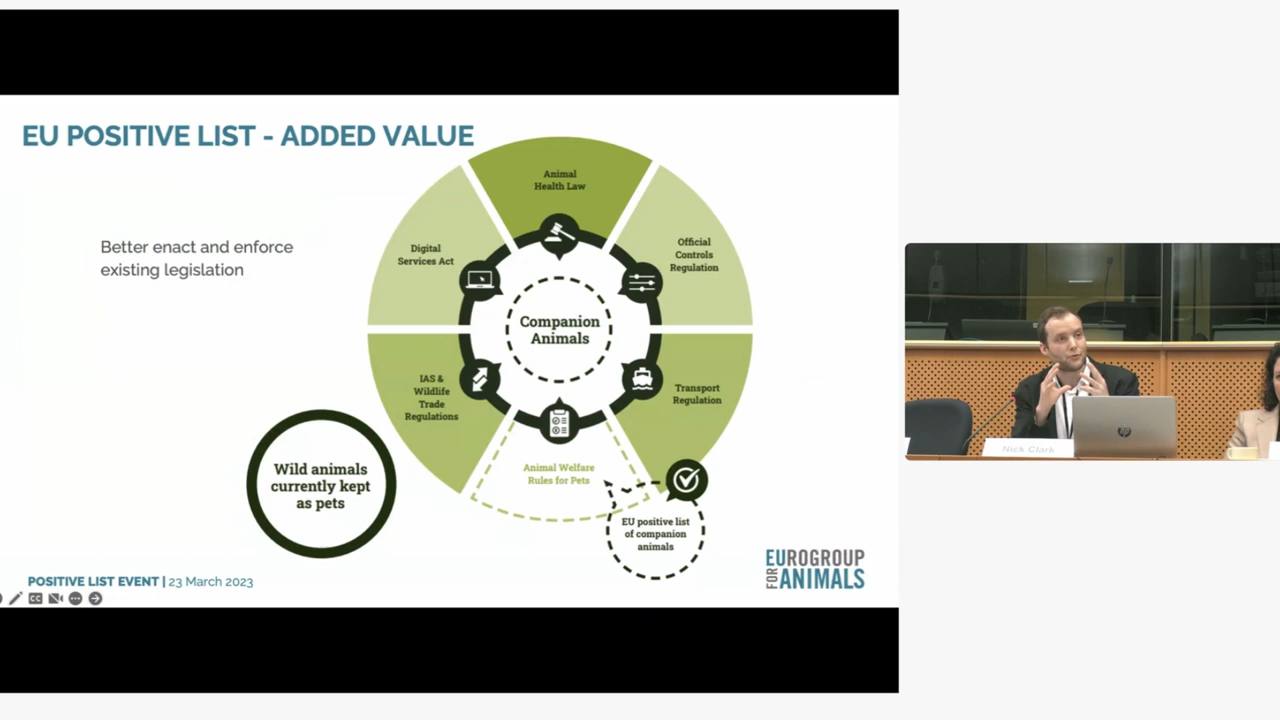 EU POSITIVE LIST - ADDED VALUE
Better enact and enforce
existing legislation
Animal
Health Law
Digital
Services Act
Official
Controls
Regulation
Companion
Animals
IAS &
Wildlife
Trade
Regulations
Transport
Regulation
Animal Welfare
Rules for Pets
Wild animals
currently kept
as pets
EU positive list
of companion
animals
POSITIVE LIST EVENT | 23 March 2023
EUROGROUP
FOR ANIMALS
CC
Nick Clark
hp